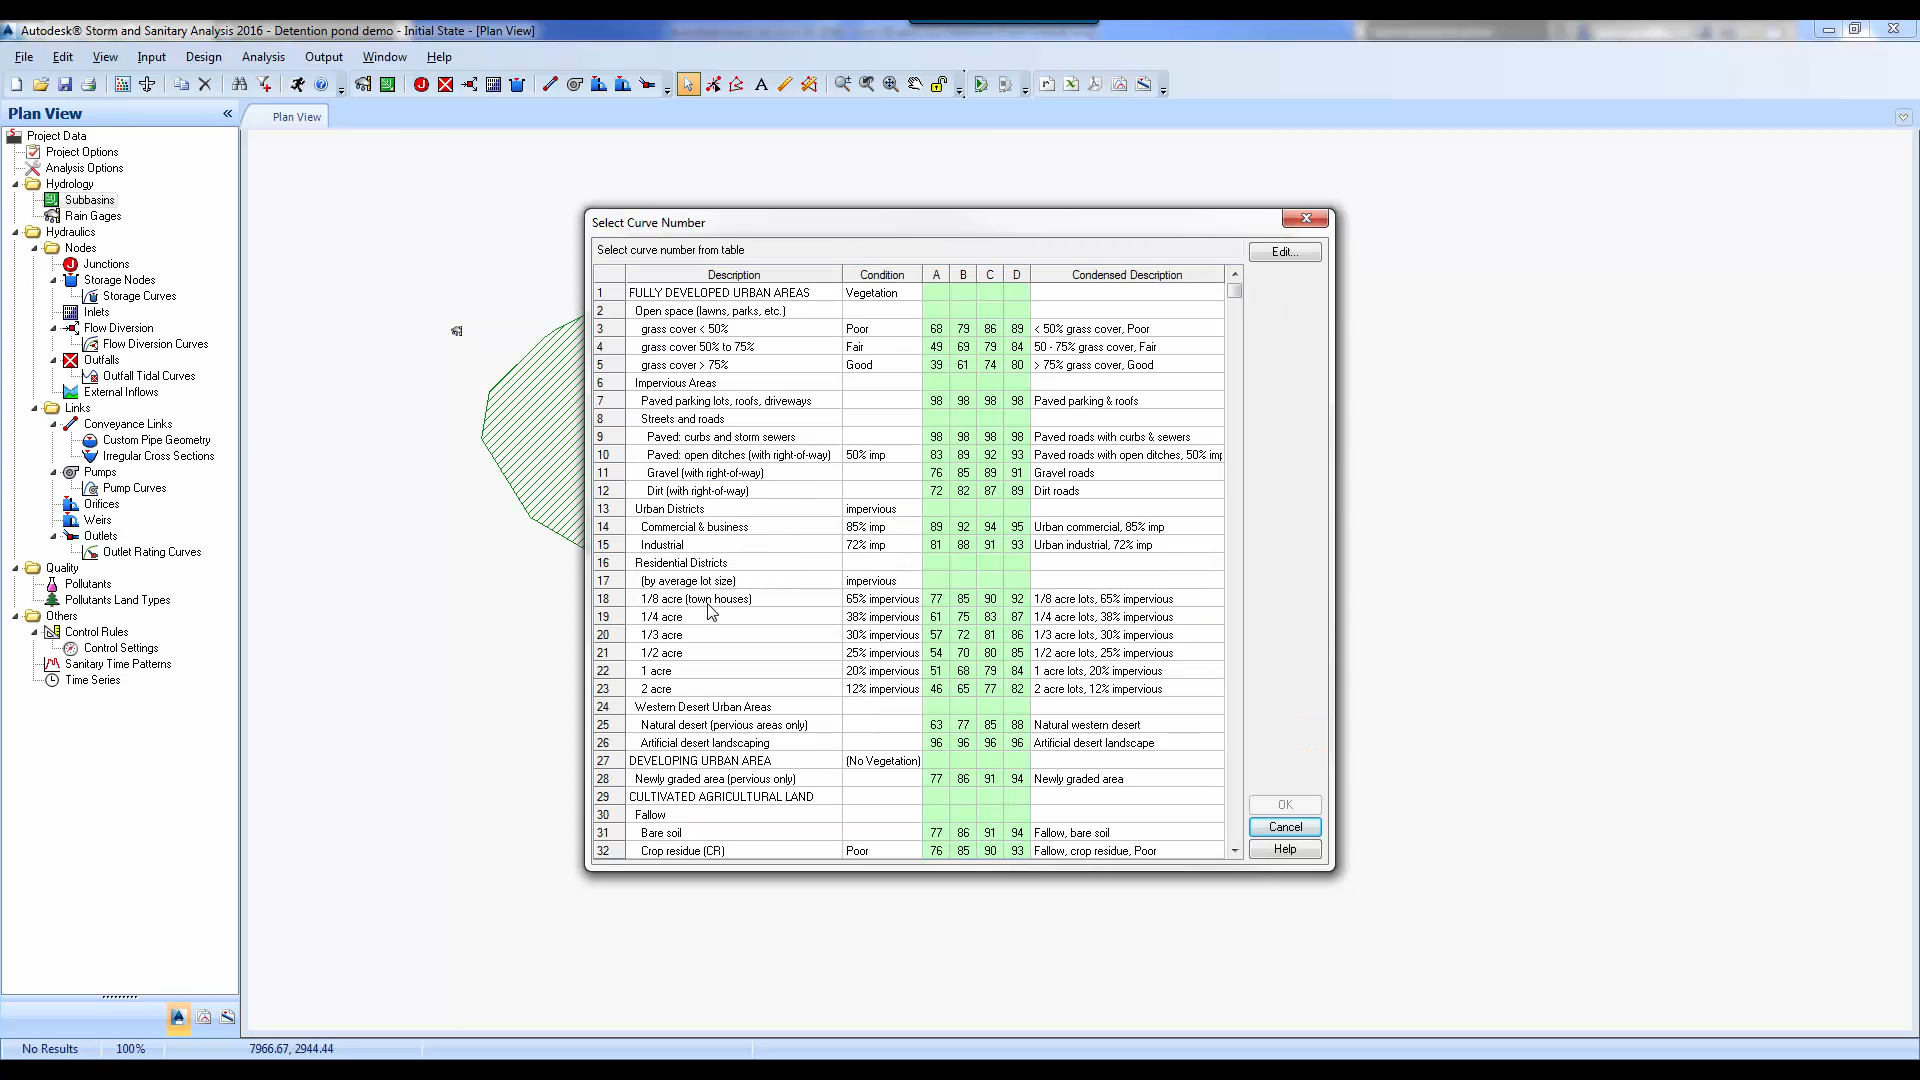 Autodesk® Storm and Sanitary Analysis 2016 - Detention pond demo - Initial State - [Plan View]
File Edit View Input Design Analysis Output Window Help
Plan View «
Plan View
Project Data
Project Options
Analysis Options
Hydrology
Subbasins
Rain Gages
Hydraulics
Nodes
Junctions
Storage Nodes
Storage Curves
Inlets
Flow Diversion
Flow Diversion Curves
Outfalls
Outfall Tidal Curves
External Inflows
Links
Conveyance Links
Custom Pipe Geometry
Irregular Cross Sections
Pumps
Pump Curves
Orifices
Weirs
Outlets
Outlet Rating Curves
Quality
Pollutants
Pollutants Land Types
Others
Control Rules
Control Settings
Sanitary Time Patterns
Time Series
Select Curve Number
Select curve number from table
Edit...
Description Condition A B C D Condensed Description
1 FULLY DEVELOPED URBAN AREAS Vegetation
2 Open space (lawns, parks, etc.)
3 grass cover < 50% Poor 68 79 86 89 < 50% grass cover, Poor
4 grass cover 50% to 75% Fair 49 69 79 84 50 - 75% grass cover, Fair
5 grass cover > 75% Good 39 61 74 80 > 75% grass cover, Good
6 Impervious Areas
7 Paved parking lots, roofs, driveways 98 98 98 98 Paved parking & roofs
8 Streets and roads
9 Paved: curbs and storm sewers 98 98 98 98 Paved roads with curbs & sewers
10 Paved: open ditches (with right-of-way) 50% imp 83 89 92 93 Paved roads with open ditches, 50% imp
11 Gravel (with right-of-way) 76 85 89 91 Gravel roads
12 Dirt (with right-of-way) 72 82 87 89 Dirt roads
13 Urban Districts impervious
14 Commercial & business 85% imp 89 92 94 95 Urban commercial, 85% imp
15 Industrial 72% imp 81 88 91 93 Urban industrial, 72% imp
16 Residential Districts
17 (by average lot size) impervious
18 1/8 acre (town houses) 65% impervious 77 85 90 92 1/8 acre lots, 65% impervious
19 1/4 acre 38% impervious 61 75 83 87 1/4 acre lots, 38% impervious
20 1/3 acre 30% impervious 57 72 81 86 1/3 acre lots, 30% impervious
21 1/2 acre 25% impervious 54 70 80 85 1/2 acre lots, 25% impervious
22 1 acre 20% impervious 51 68 79 84 1 acre lots, 20% impervious
23 2 acre 12% impervious 46 65 77 82 2 acre lots, 12% impervious
24 Western Desert Urban Areas
25 Natural desert (pervious areas only) 63 77 85 88 Natural western desert
26 Artificial desert landscaping 96 96 96 96 Artificial desert landscape
27 DEVELOPING URBAN AREA (No Vegetation)
28 Newly graded area (pervious only) 77 86 91 94 Newly graded area
29 CULTIVATED AGRICULTURAL LAND
30 Fallow
31 Bare soil 77 86 91 94 Fallow, bare soil
32 Crop residue (CR) Poor 76 85 90 93 Fallow, crop residue, Poor
OK
Cancel
Help
No Results 100% 7966.67, 2944.44